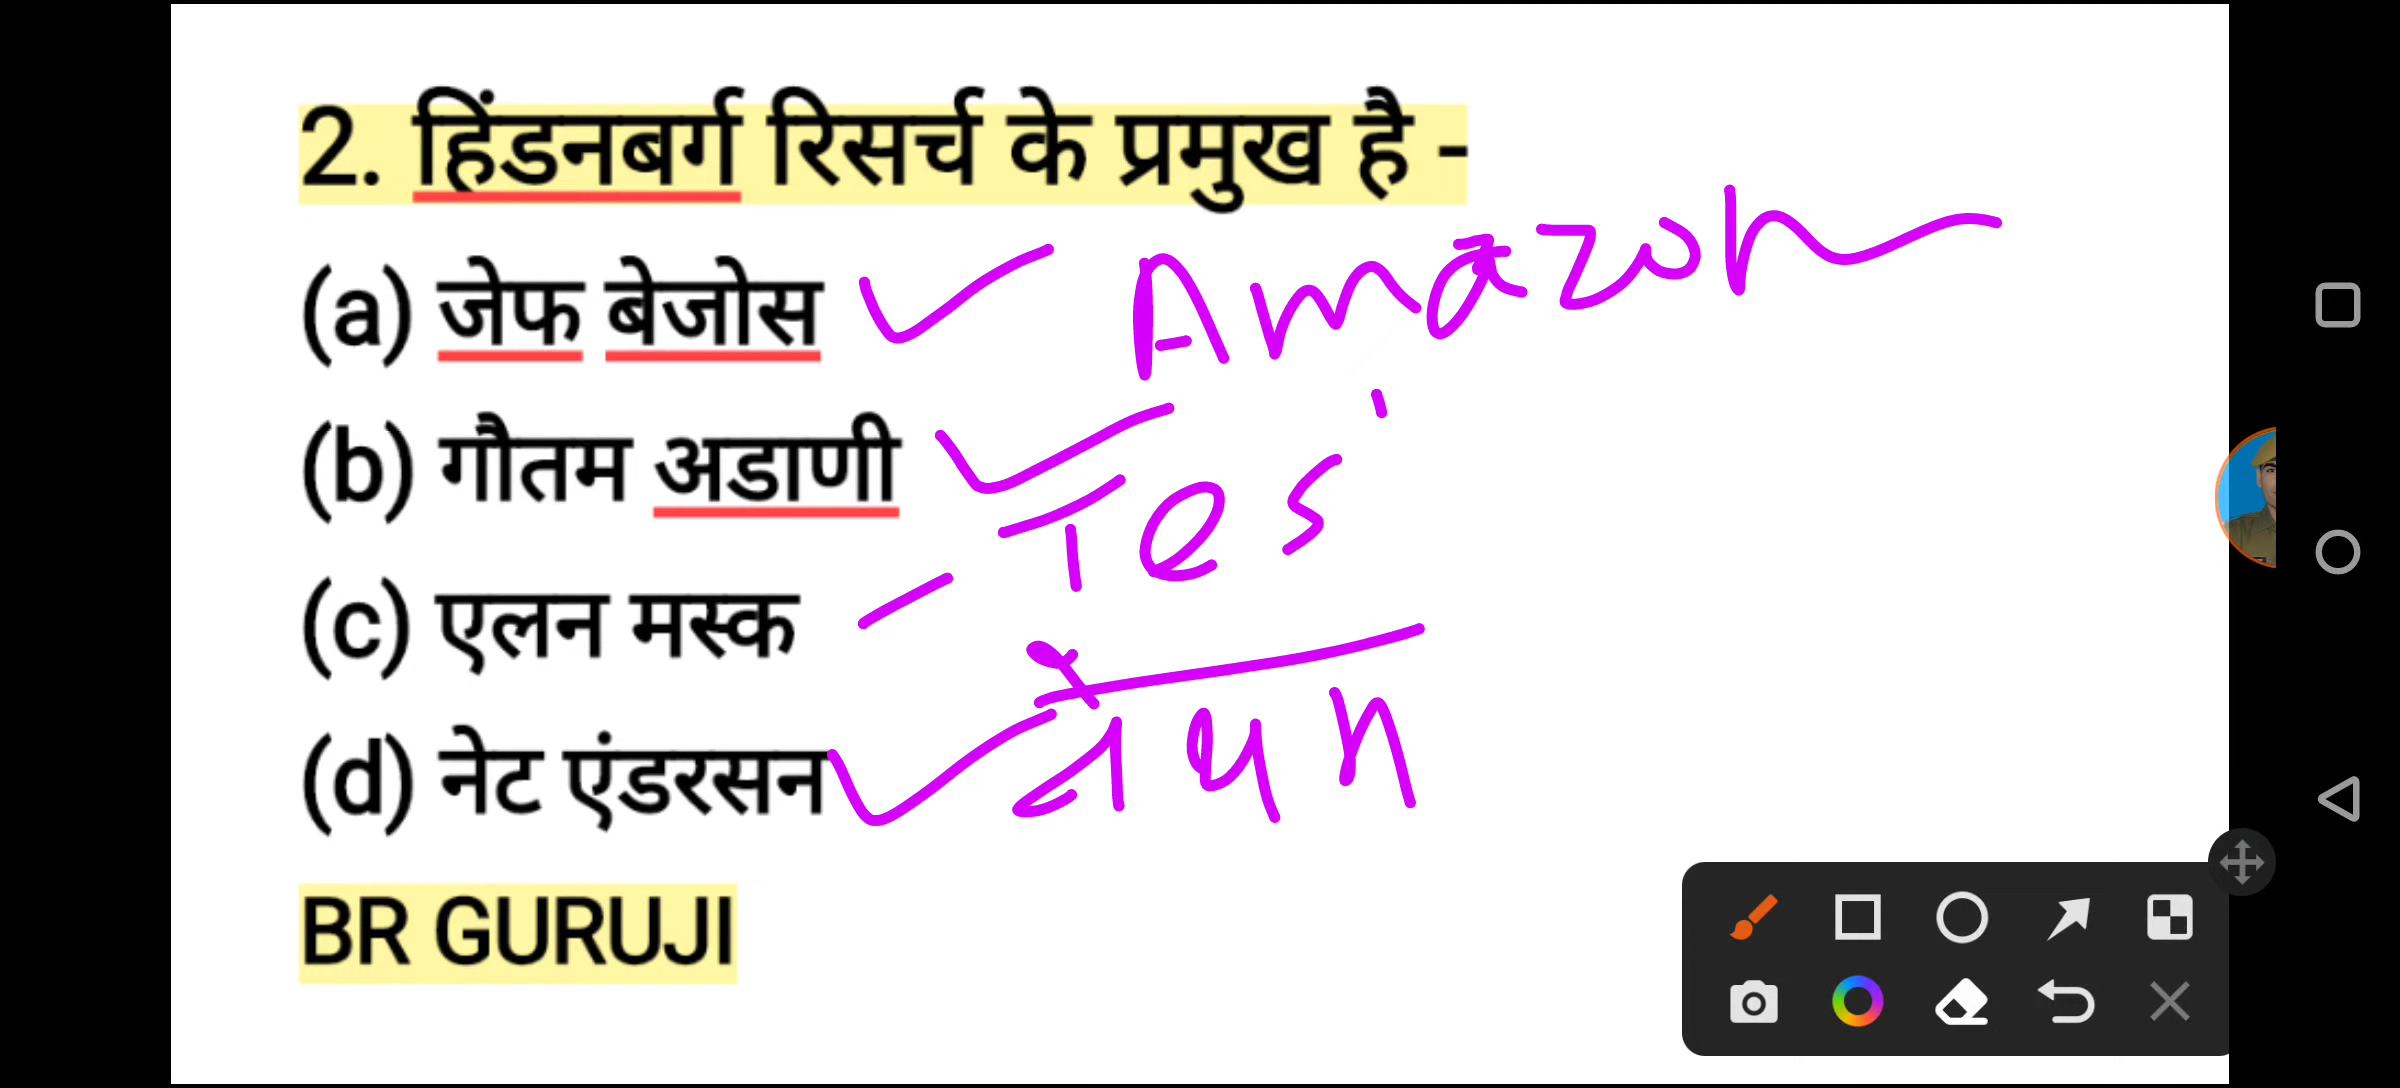 2. हिंडनबर्ग रिसर्च के प्रमुख है -
(a) जेफ बेजोस Amazon
(b) गौतम अडाणी
(c) एलन मस्क Tes
(d) नेट एंडरसन
BR GURUJI